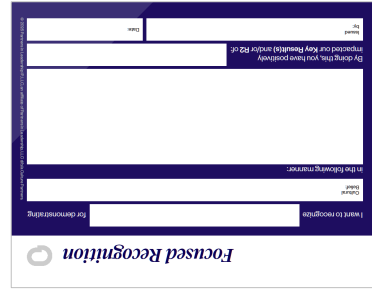 Focused Recognition
I want to recognize for demonstrating
Cultural
Belief:
in the following manner:
By doing this, you have positively
impacted our Key Result(s) and/or R2 of:
Issued
by:
Date: